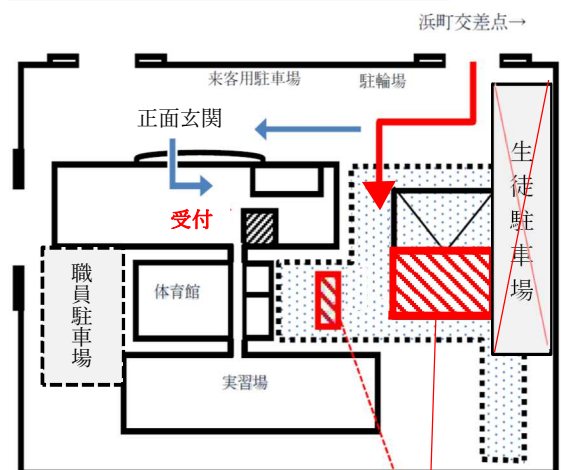 浜町交差点→
来客用駐車場
駐輪場
正面玄関
受付
生徒駐車場
職員駐車場
体育館
実習場